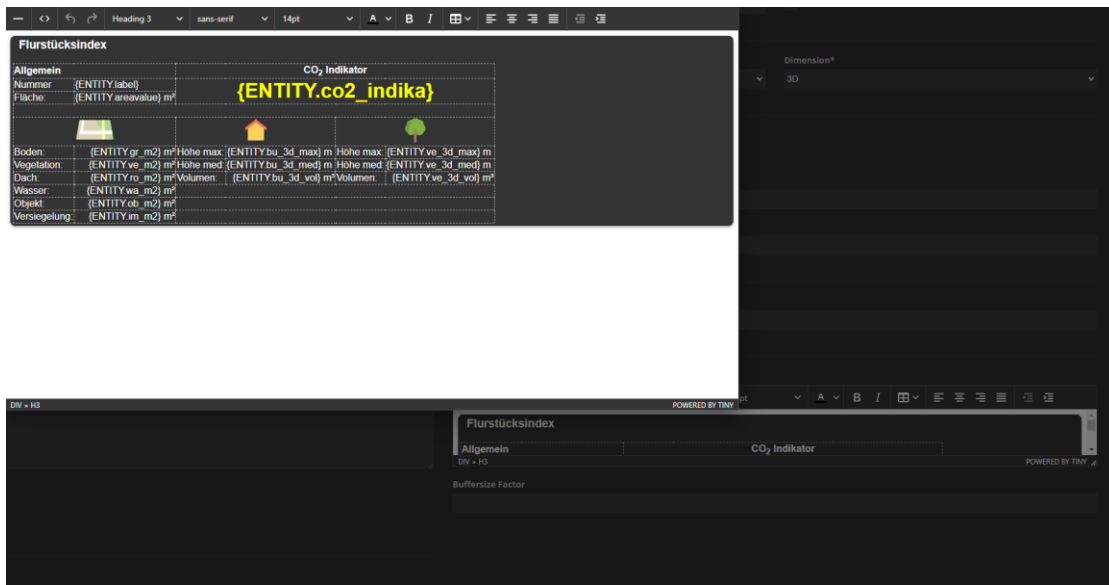 Heading 3 sans-serif 14pt A B I
Flurstücksindex
Allgemein CO₂ Indikator
Nummer {ENTITY.label}
Fläche: {ENTITY.areavalue} m²
{ENTITY.co2_indika}
Boden: {ENTITY.gr_m2} m² Höhe max: {ENTITY.bu_3d_max} m Höhe max: {ENTITY.ve_3d_max} m
Vegetation: {ENTITY.ve_m2} m² Höhe med: {ENTITY.bu_3d_med} m Höhe med: {ENTITY.ve_3d_med} m
Dach: {ENTITY.ro_m2} m² Volumen: {ENTITY.bu_3d_vol} m³ Volumen: {ENTITY.ve_3d_vol} m³
Wasser: {ENTITY.wa_m2} m²
Objekt: {ENTITY.ob_m2} m²
Versiegelung: {ENTITY.im_m2} m²
DIV » H3 POWERED BY TINY
Dimension*
3D
pt A B I
Flurstücksindex
Allgemein CO₂ Indikator
DIV » H3 POWERED BY TINY
Buffersize Factor